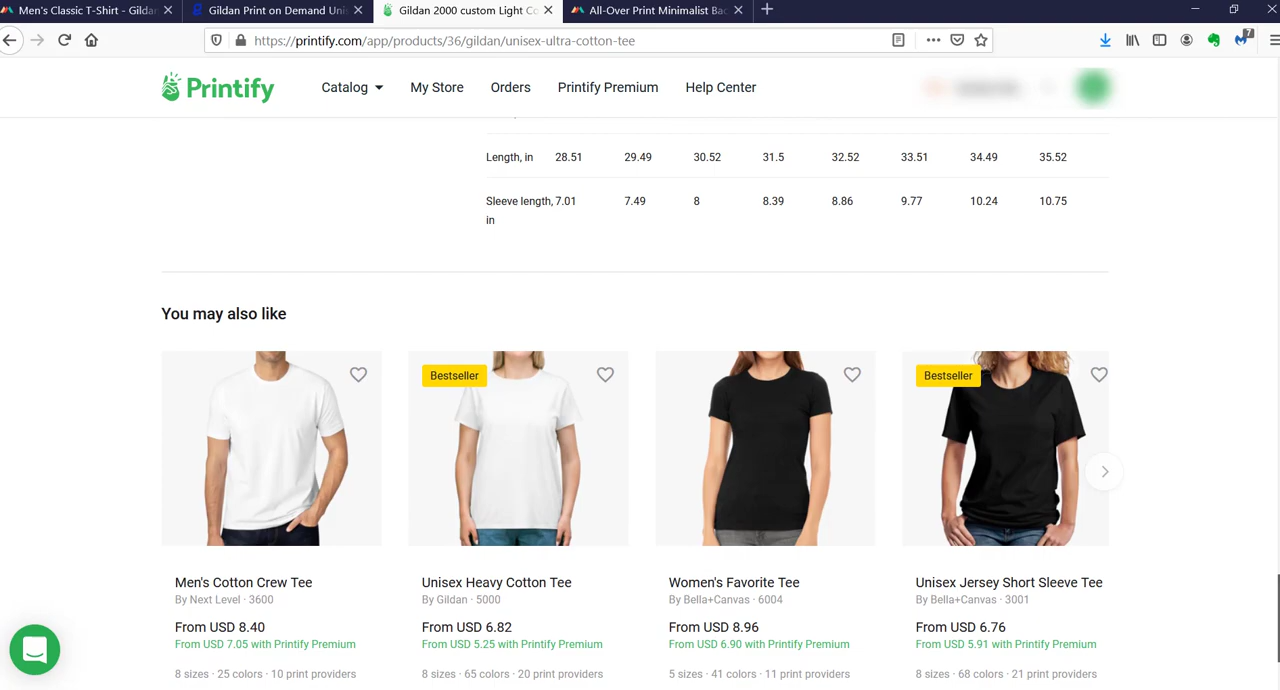 Men's Classic T-Shirt - Gildan
Gildan Print on Demand Uni
Gildan 2000 custom Light Co
All-Over Print Minimalist Bac
https://printify.com/app/products/36/gildan/unisex-ultra-cotton-tee
7
Printify
Catalog
My Store
Orders
Printify Premium
Help Center
Length, in 28.51 29.49 30.52 31.5 32.52 33.51 34.49 35.52
Sleeve length, 7.01 7.49 8 8.39 8.86 9.77 10.24 10.75
in
You may also like
Bestseller
Bestseller
Men's Cotton Crew Tee
By Next Level · 3600
From USD 8.40
From USD 7.05 with Printify Premium
8 sizes · 25 colors · 10 print providers
Unisex Heavy Cotton Tee
By Gildan · 5000
From USD 6.82
From USD 5.25 with Printify Premium
8 sizes · 65 colors · 20 print providers
Women's Favorite Tee
By Bella+Canvas · 6004
From USD 8.96
From USD 6.90 with Printify Premium
5 sizes · 41 colors · 11 print providers
Unisex Jersey Short Sleeve Tee
By Bella+Canvas · 3001
From USD 6.76
From USD 5.91 with Printify Premium
8 sizes · 68 colors · 21 print providers